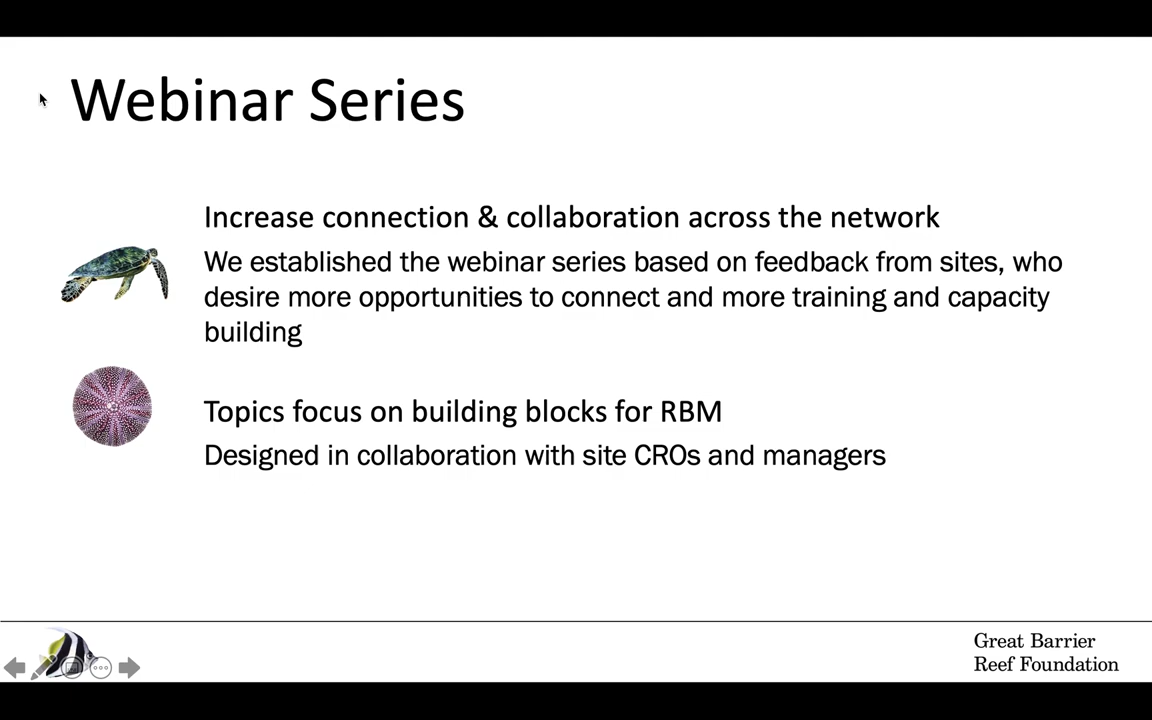 Webinar Series
Increase connection & collaboration across the network
We established the webinar series based on feedback from sites, who
desire more opportunities to connect and more training and capacity
building
Topics focus on building blocks for RBM
Designed in collaboration with site CROs and managers
Great Barrier
Reef Foundation